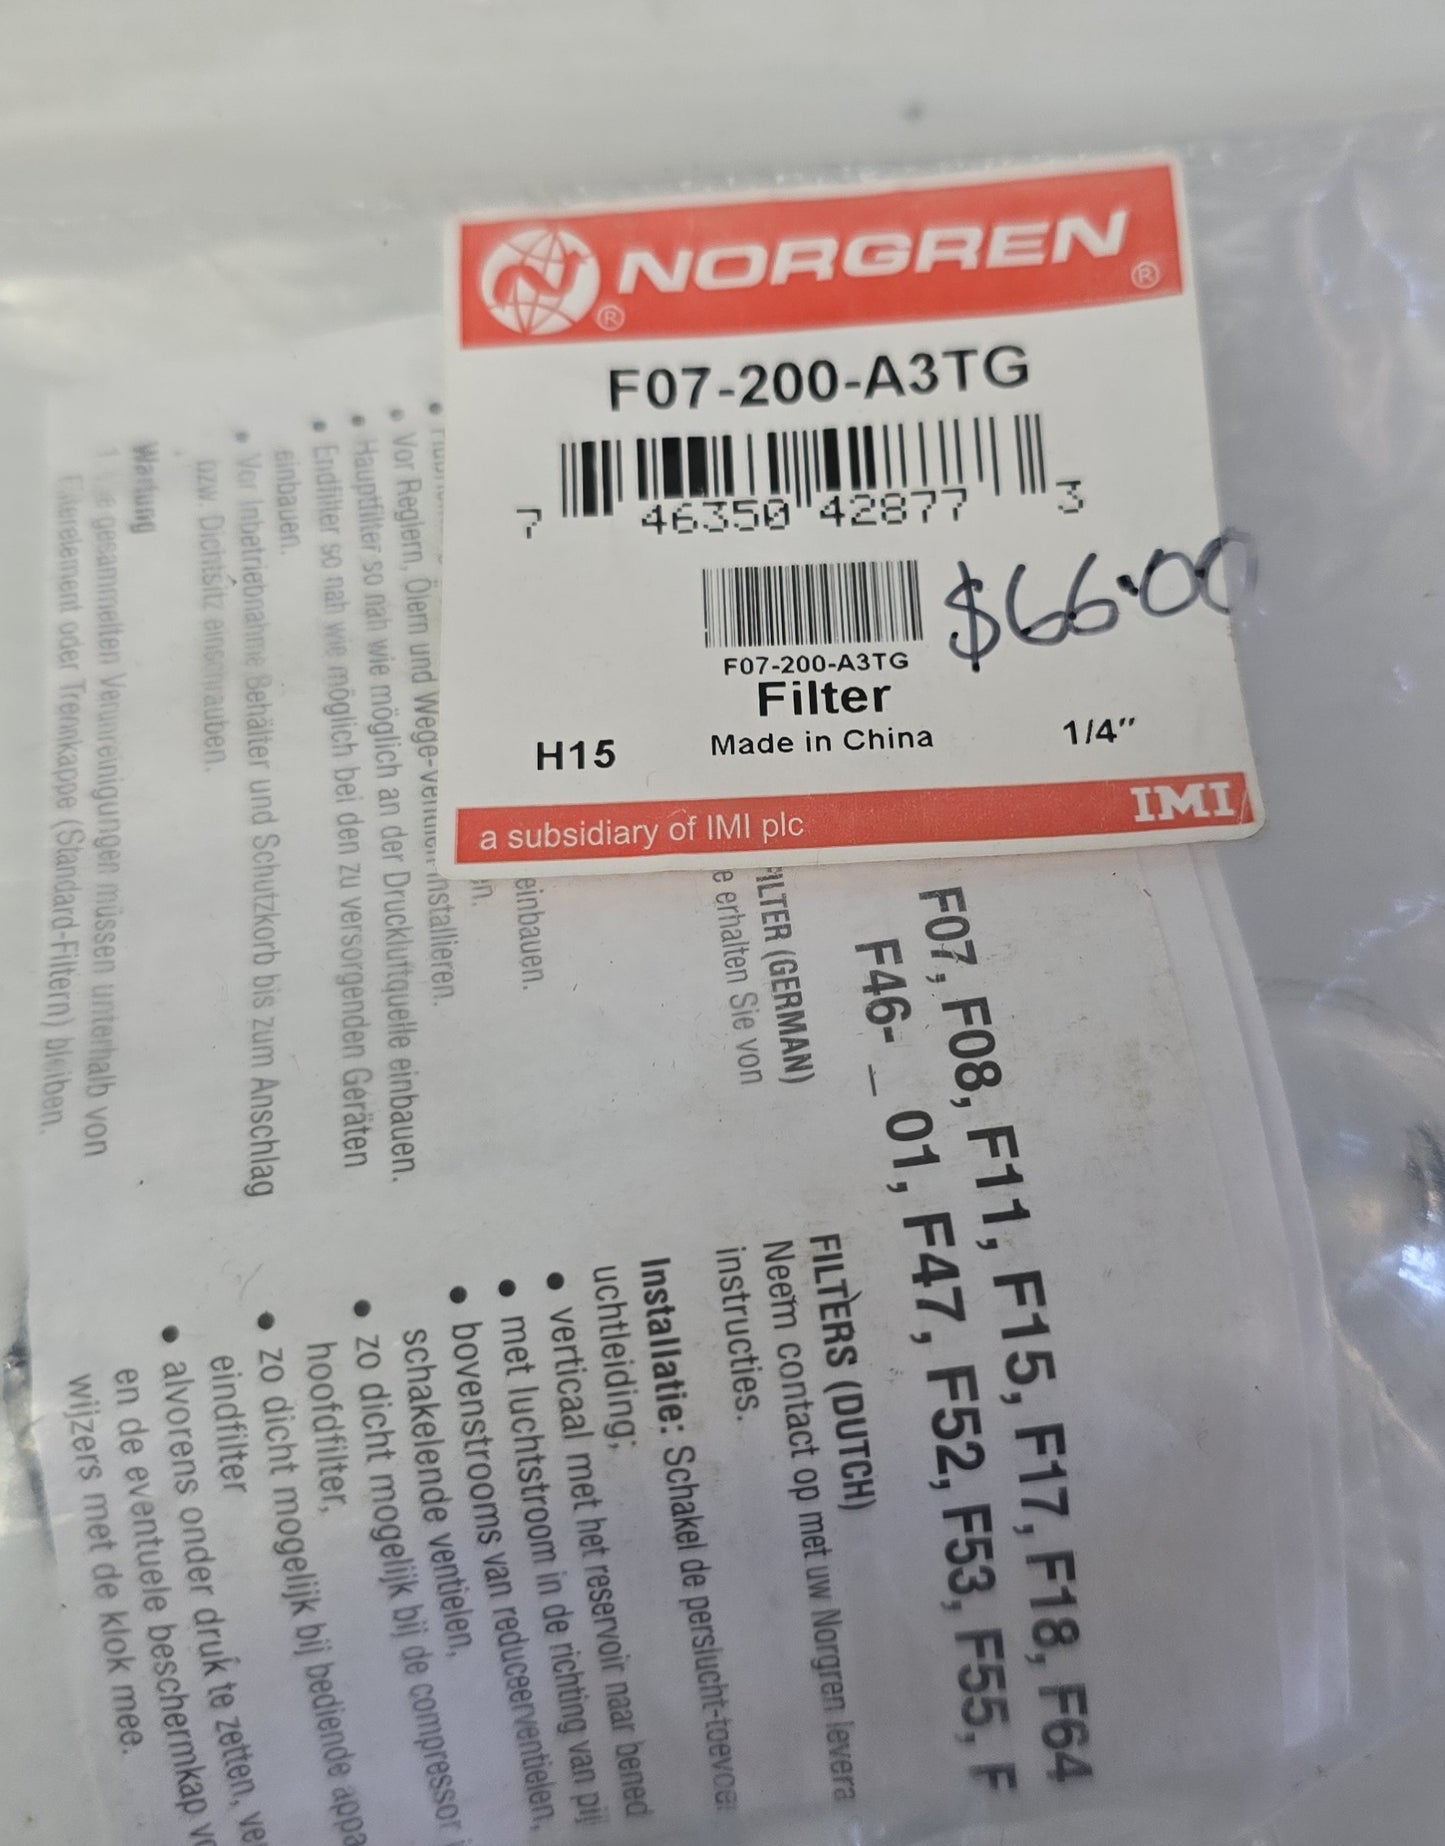 NORGREN
®
®
F07-200-A3TG
7 46350 42877 3
$66.00
F07-200-A3TG
Filter
H15 Made in China 1/4"
a subsidiary of IMI plc IMI
F07, F08, F11, F15, F17, F18, F64
F46- _ 01, F47, F52, F53, F55, F
FILTER (GERMAN)
e erhalten Sie von
einbauen.
en.
installieren.
• Vor Reglern, Ölern und Wege-
• Hauptfilter so nah wie möglich an der Druckluftquelle einbauen.
• Endfilter so nah wie möglich bei den zu versorgenden Geräten
einbauen.
• Vor Inbetriebnahme Behälter und Schutzkorb bis zum Anschlag
bzw. Dichtsitz einschrauben.
Wartung
1 gesammelten Verunreinigungen müssen unterhalb von
Filterelement oder Trennkappe (Standard-Filtern) bleiben.
FILTERS (DUTCH)
Neem contact op met uw Norgren levera
instructies.
Installatie: Schakel de perslucht-toevoer
uchtleiding;
• verticaal met het reservoir naar bened
• met luchtstroom in de richting van pijl
• bovenstrooms van reduceerventielen,
schakelende ventielen,
• zo dicht mogelijk bij de compressor
hoofdfilter,
• zo dicht mogelijk bij bediende appa
eindfilter
• alvorens onder druk te zetten, ve
en de eventuele beschermkap vo
wijzers met de klok mee.